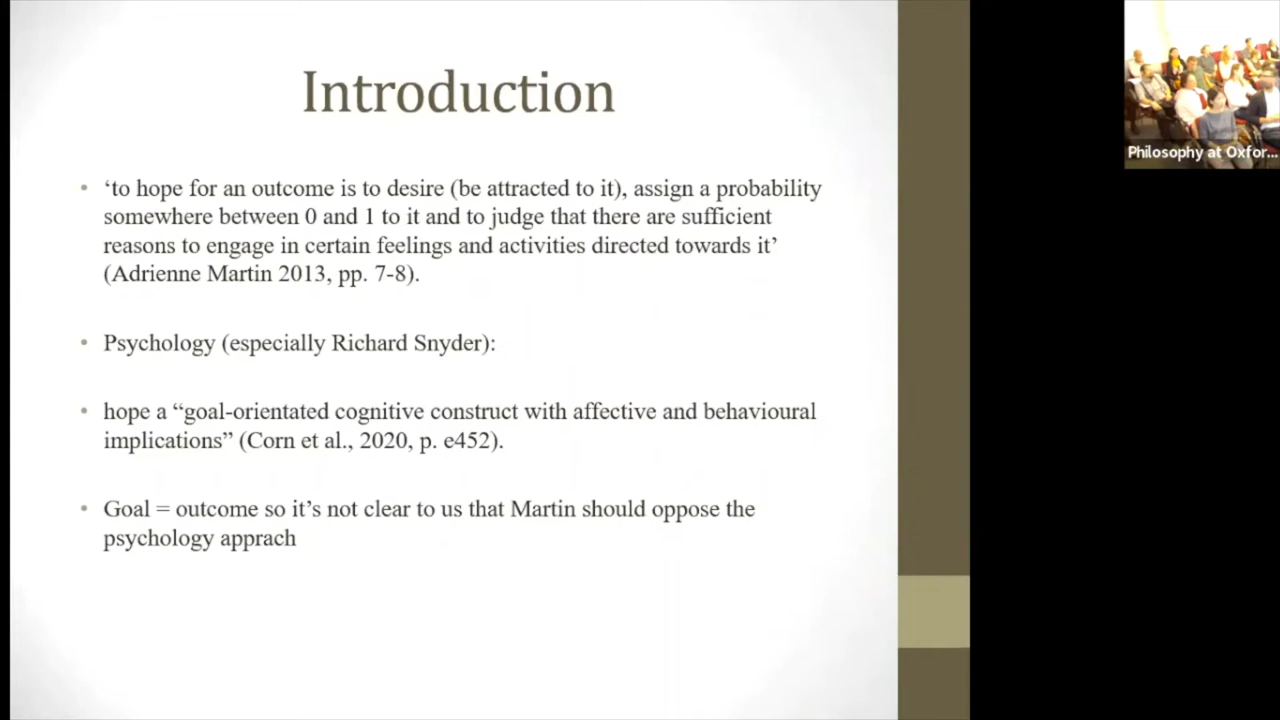 Introduction
• ‘to hope for an outcome is to desire (be attracted to it), assign a probability
somewhere between 0 and 1 to it and to judge that there are sufficient
reasons to engage in certain feelings and activities directed towards it’
(Adrienne Martin 2013, pp. 7-8).
• Psychology (especially Richard Snyder):
• hope a “goal-orientated cognitive construct with affective and behavioural
implications” (Corn et al., 2020, p. e452).
• Goal = outcome so it’s not clear to us that Martin should oppose the
psychology apprach
Philosophy at Oxfor...